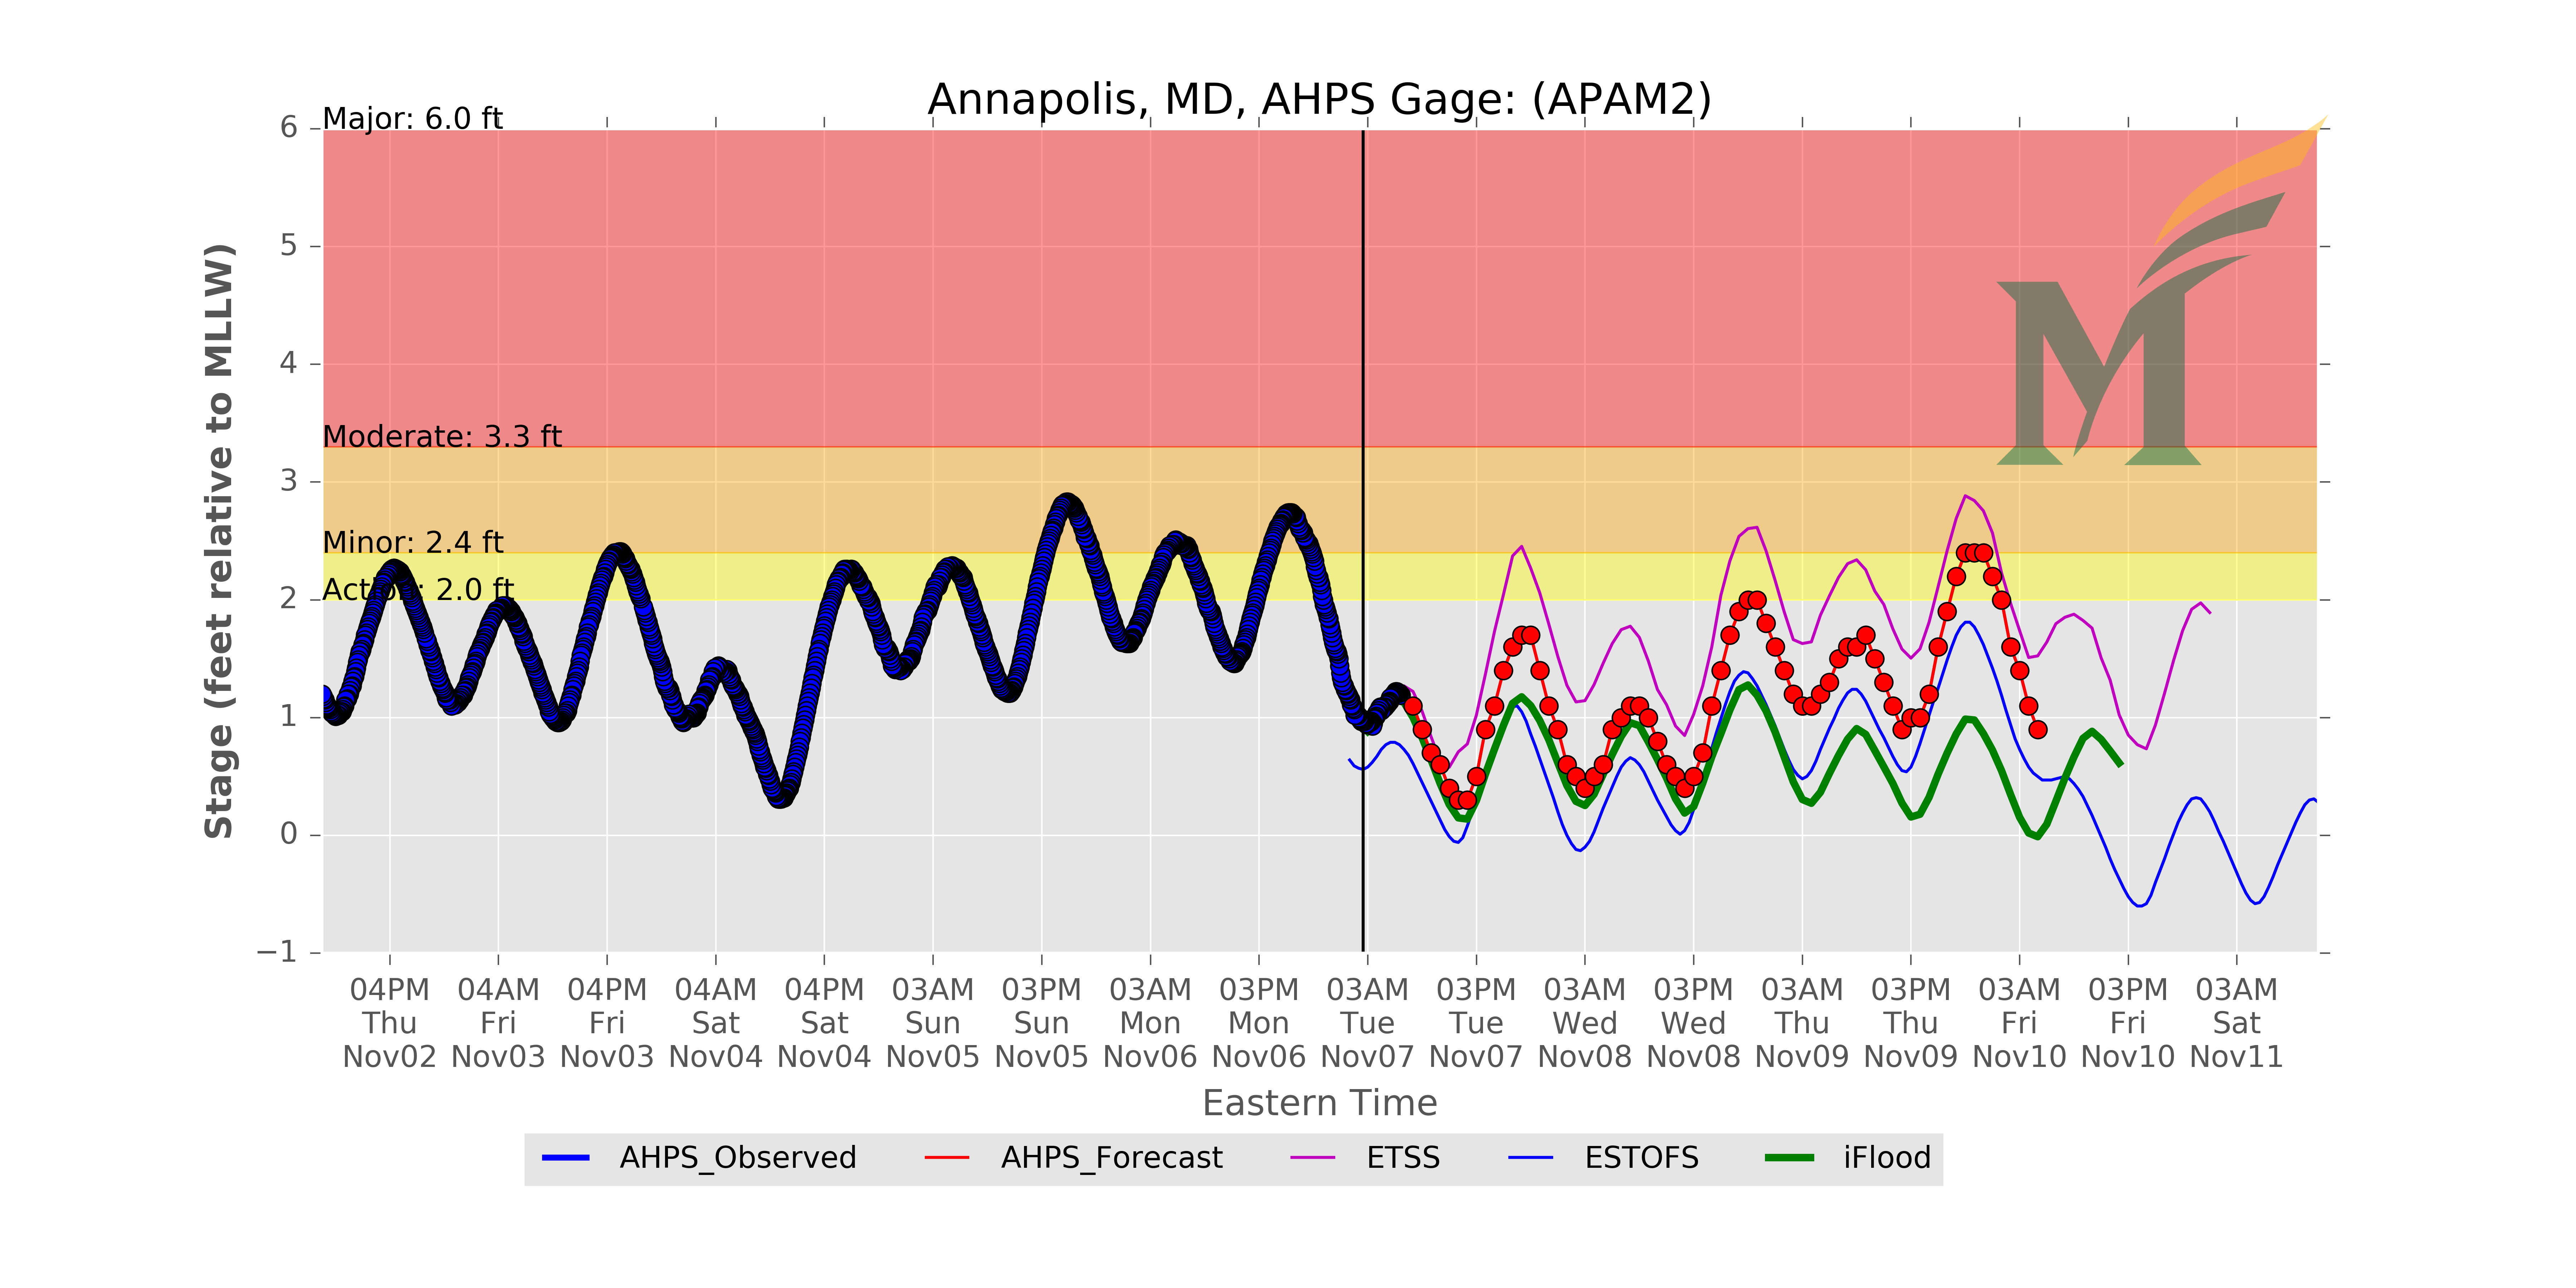 Annapolis, MD, AHPS Gage: (APAM2)
Major: 6.0 ft
Moderate: 3.3 ft
Minor: 2.4 ft
Action: 2.0 ft
6
5
4
3
2
1
0
−1
Stage (feet relative to MLLW)
04PM 04AM 04PM 04AM 04PM 03AM 03PM 03AM 03PM 03AM 03PM 03AM 03PM 03AM 03PM 03AM 03PM 03AM
Thu Fri Fri Sat Sat Sun Sun Mon Mon Tue Tue Wed Wed Thu Thu Fri Fri Sat
Nov02 Nov03 Nov03 Nov04 Nov04 Nov05 Nov05 Nov06 Nov06 Nov07 Nov07 Nov08 Nov08 Nov09 Nov09 Nov10 Nov10 Nov11
Eastern Time
AHPS_Observed AHPS_Forecast ETSS ESTOFS iFlood